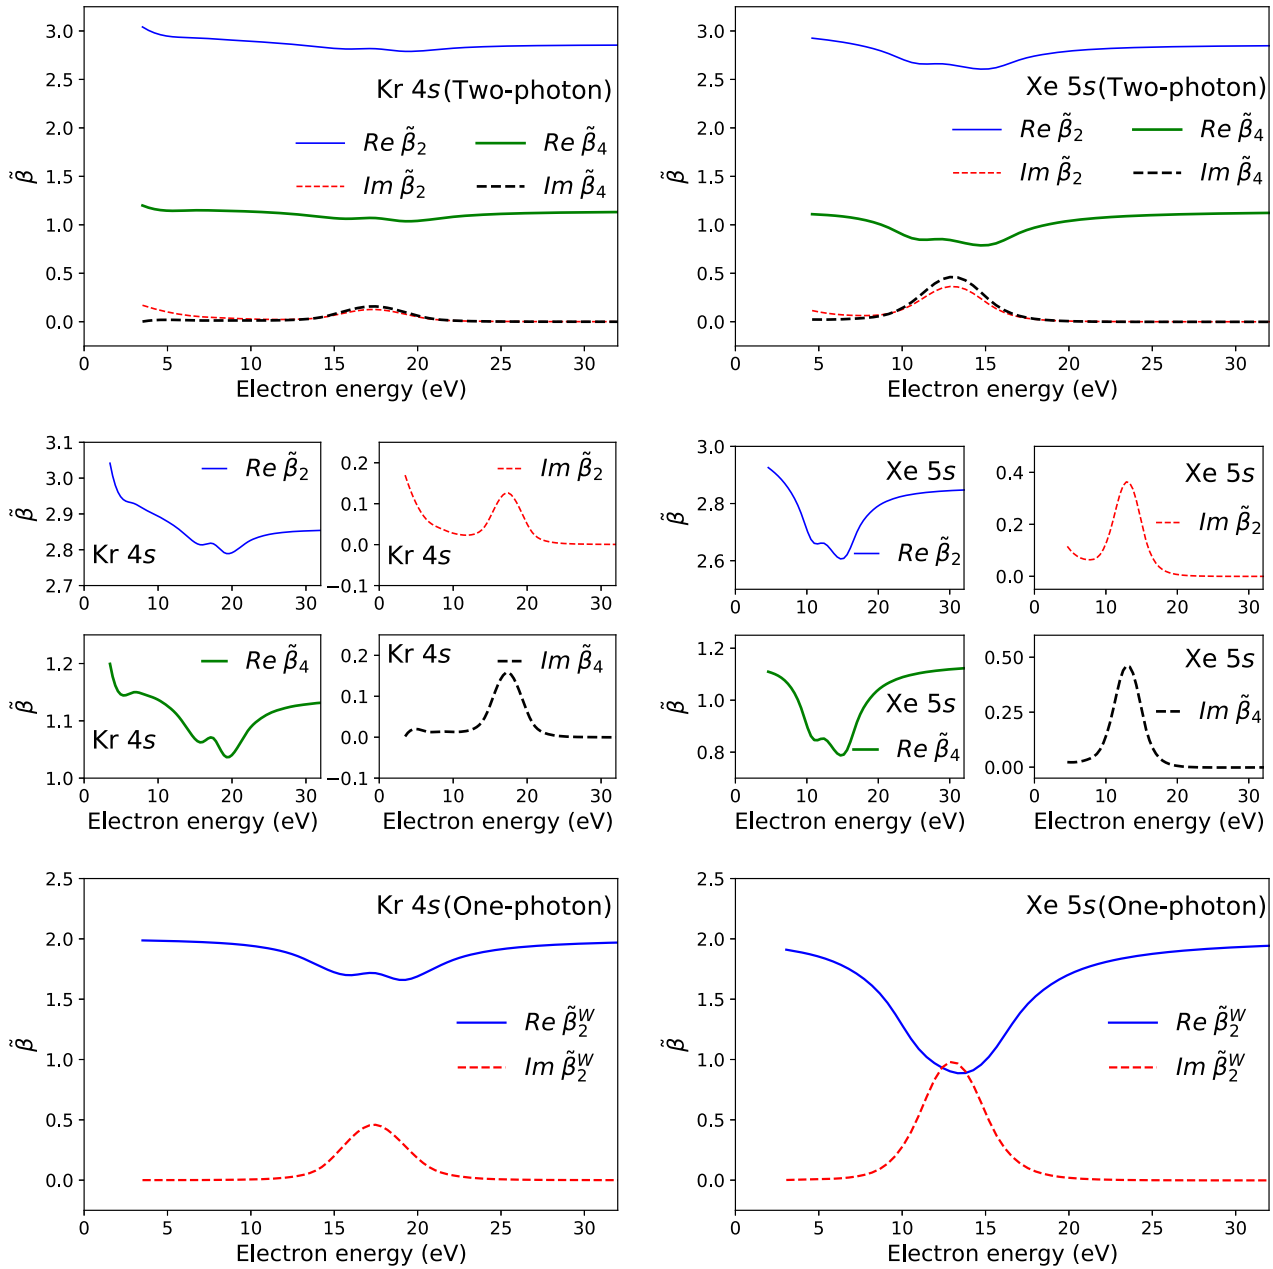 Kr 4s(Two-photon)
Re β̃₂ Re β̃₄
Im β̃₂ Im β̃₄
3.0
2.5
2.0
1.5
1.0
0.5
0.0
β̃
0 5 10 15 20 25 30
Electron energy (eV)
Xe 5s(Two-photon)
Re β̃₂ Re β̃₄
Im β̃₂ Im β̃₄
3.0
2.5
2.0
1.5
1.0
0.5
0.0
β̃
0 5 10 15 20 25 30
Electron energy (eV)
3.1
3.0
2.9
2.8
2.7
β̃
Re β̃₂
Kr 4s
0 10 20 30
0.2
0.1
0.0
−0.1
Im β̃₂
Kr 4s
0 10 20 30
3.0
2.8
2.6
β̃
Xe 5s
Re β̃₂
0 10 20 30
0.4
0.2
0.0
Xe 5s
Im β̃₂
0 10 20 30
1.2
1.1
1.0
β̃
Re β̃₄
Kr 4s
0 10 20 30
Electron energy (eV)
0.2
0.1
0.0
−0.1
Kr 4s
Im β̃₄
0 10 20 30
Electron energy (eV)
1.2
1.0
0.8
β̃
Xe 5s
Re β̃₄
0 10 20 30
Electron energy (eV)
0.50
0.25
0.00
Xe 5s
Im β̃₄
0 10 20 30
Electron energy (eV)
2.5
2.0
1.5
1.0
0.5
0.0
β̃
Kr 4s(One-photon)
Re β̃₂ᵂ
Im β̃₂ᵂ
0 5 10 15 20 25 30
Electron energy (eV)
2.5
2.0
1.5
1.0
0.5
0.0
β̃
Xe 5s(One-photon)
Re β̃₂ᵂ
Im β̃₂ᵂ
0 5 10 15 20 25 30
Electron energy (eV)